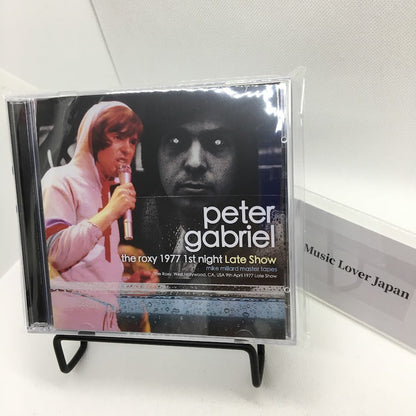 peter
gabriel
the roxy 1977 1st night Late Show
mike millard master tapes
The Roxy, West Hollywood, CA, USA 9th April 1977 Late Show
Music Lover Japan